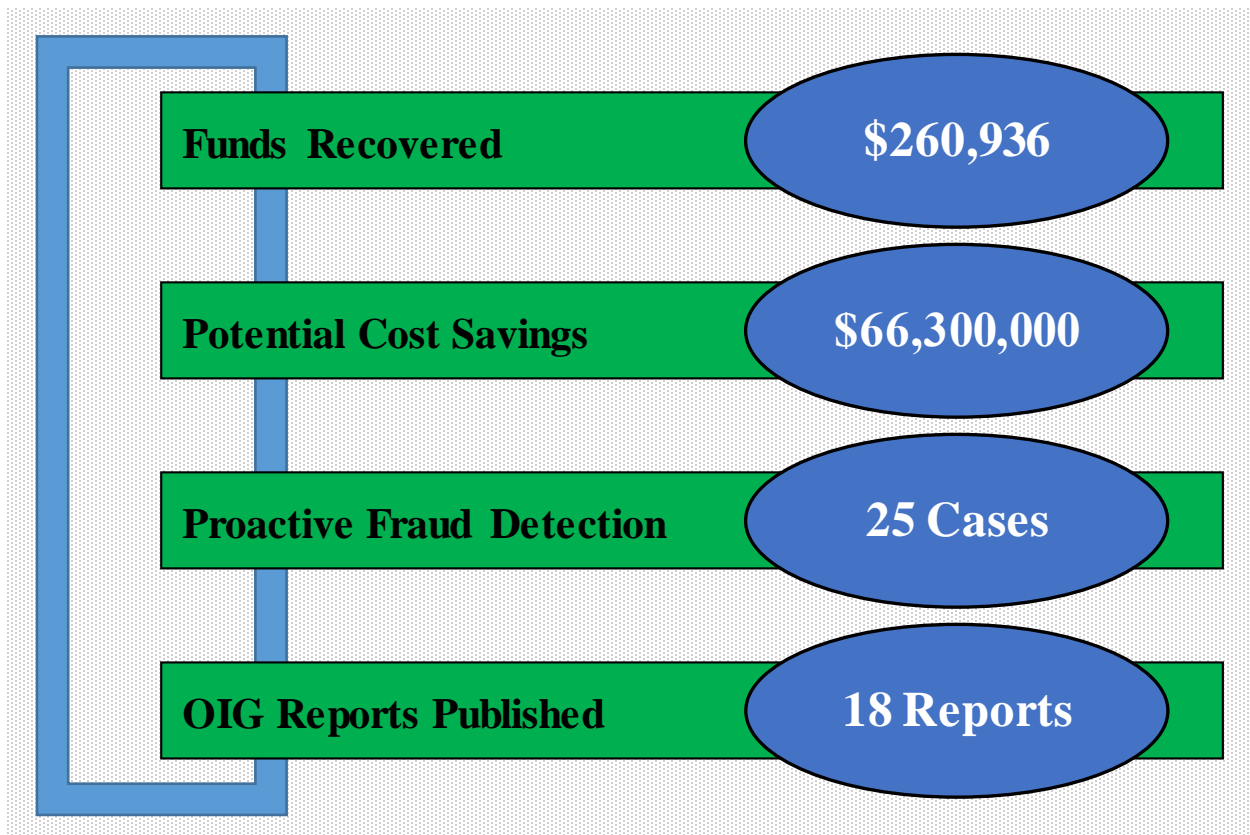 Funds Recovered
$260,936
Potential Cost Savings
$66,300,000
Proactive Fraud Detection
25 Cases
OIG Reports Published
18 Reports